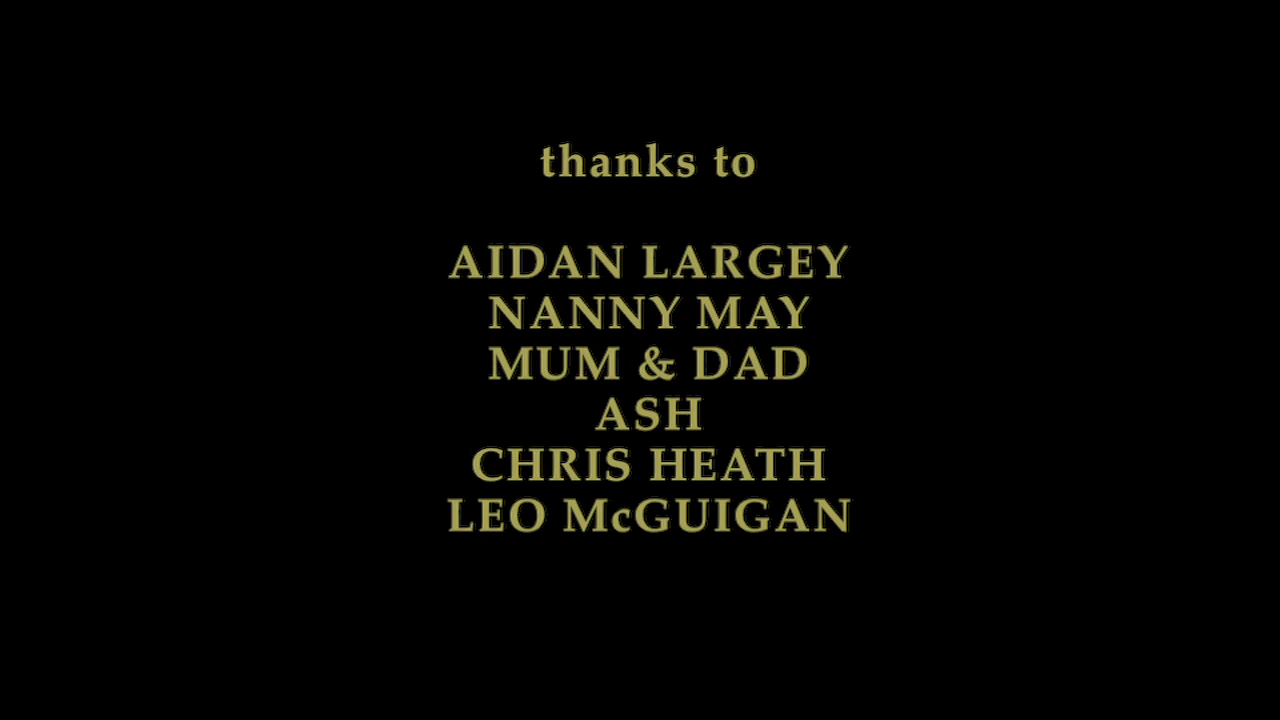 thanks to
AIDAN LARGEY
NANNY MAY
MUM & DAD
ASH
CHRIS HEATH
LEO McGUIGAN